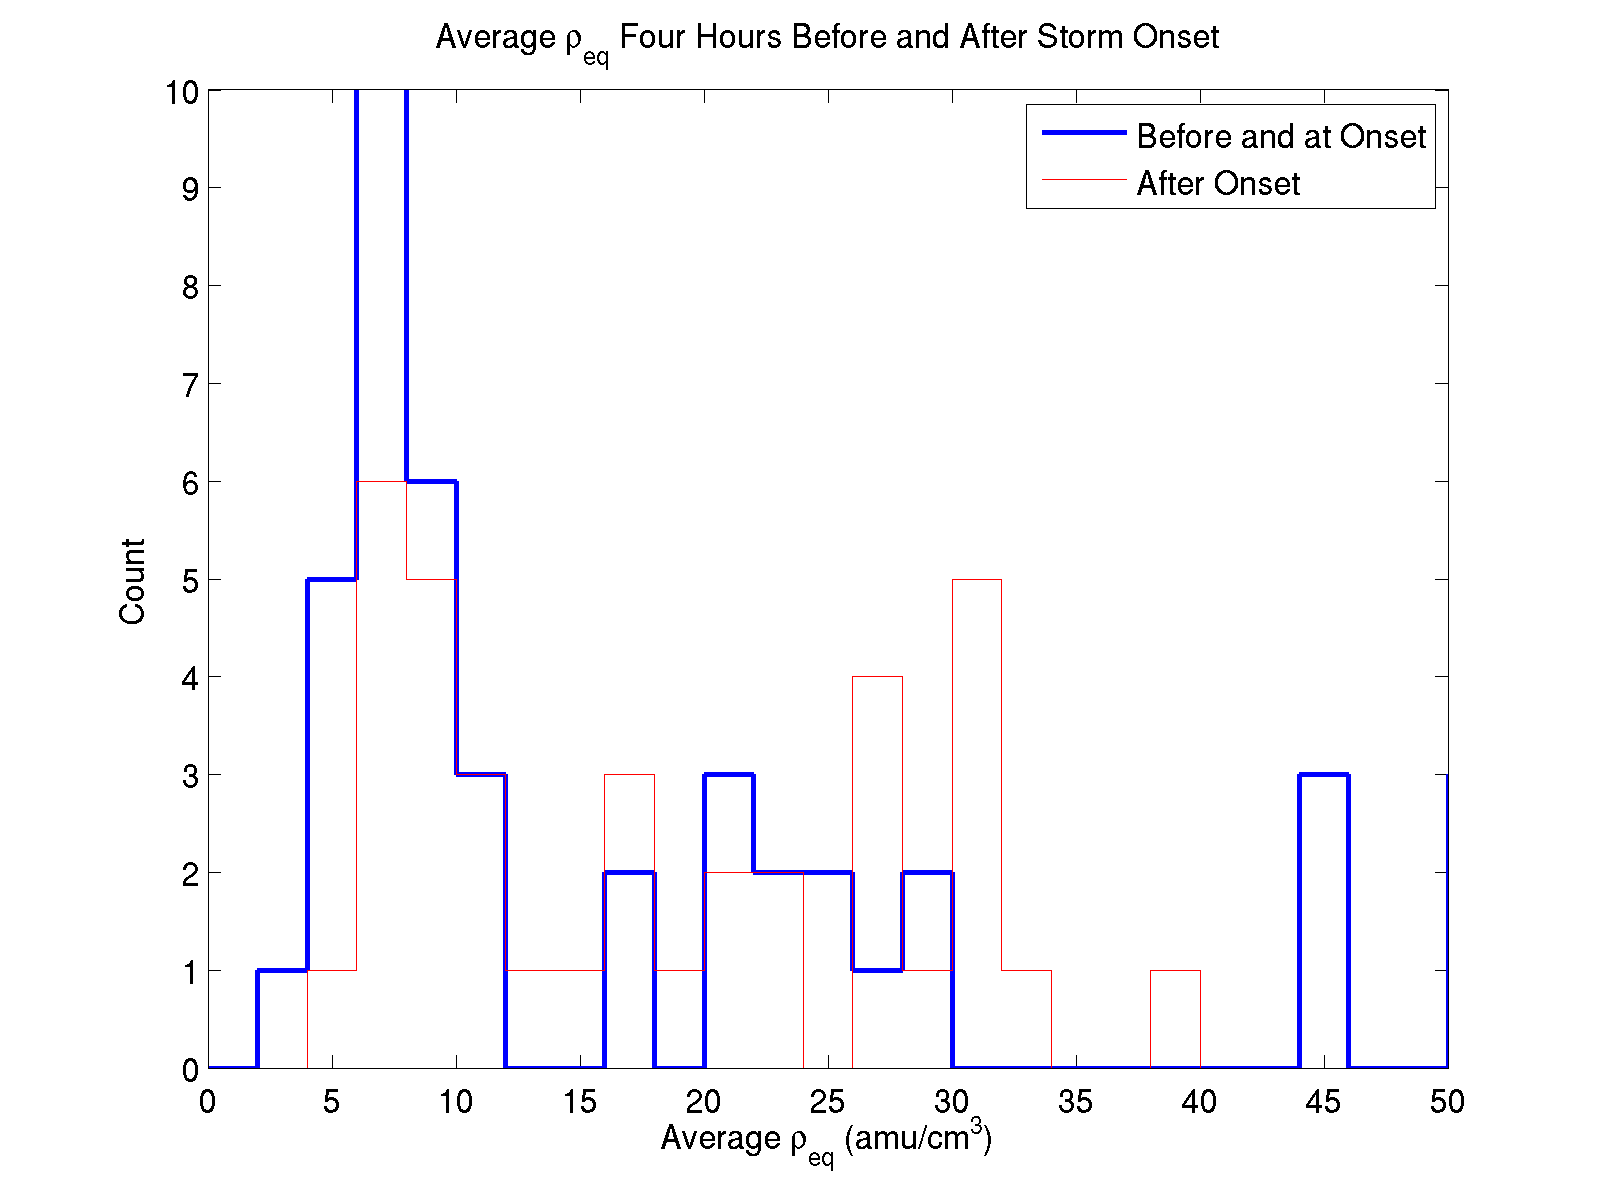 Average ρeq Four Hours Before and After Storm Onset
10
9
8
7
6
5
4
3
2
1
0
Count
Before and at Onset
After Onset
0 5 10 15 20 25 30 35 40 45 50
Average ρeq (amu/cm³)